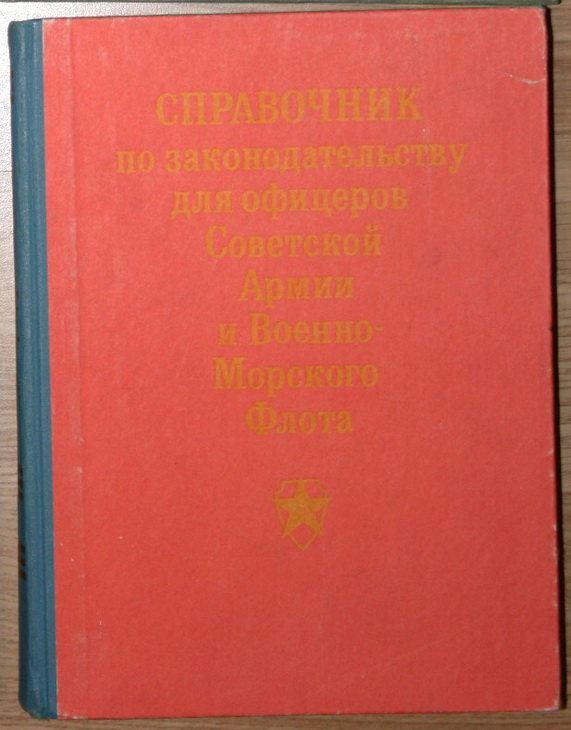 СПРАВОЧНИК
по законодательству
для офицеров
Советской
Армии
и Военно-
Морского
Флота